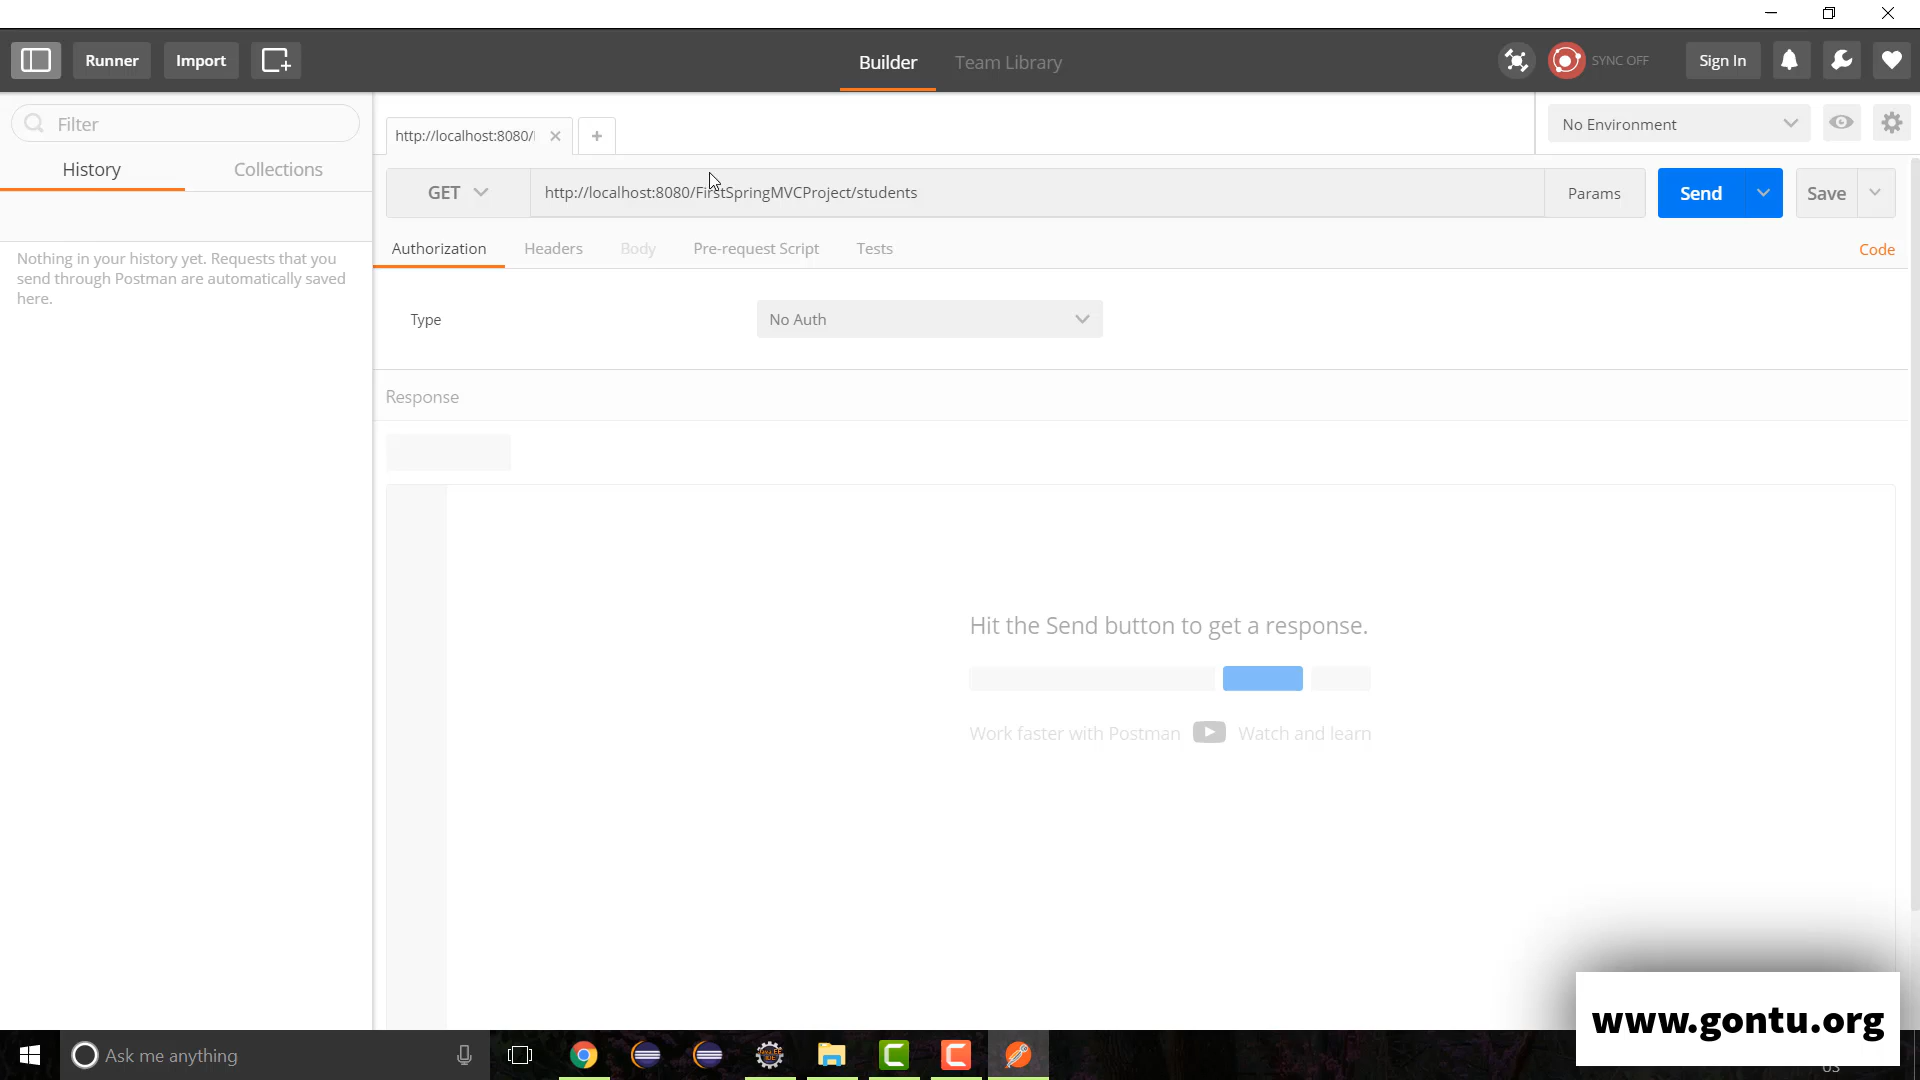 Runner
Import
Builder
Team Library
SYNC OFF
Sign In
Filter
http://localhost:8080/
No Environment
History
Collections
GET
http://localhost:8080/FirstSpringMVCProject/students
Params
Send
Save
Authorization
Headers
Body
Pre-request Script
Tests
Code
Nothing in your history yet. Requests that you
send through Postman are automatically saved
here.
Type
No Auth
Response
Hit the Send button to get a response.
Work faster with Postman
Watch and learn
www.gontu.org
Ask me anything